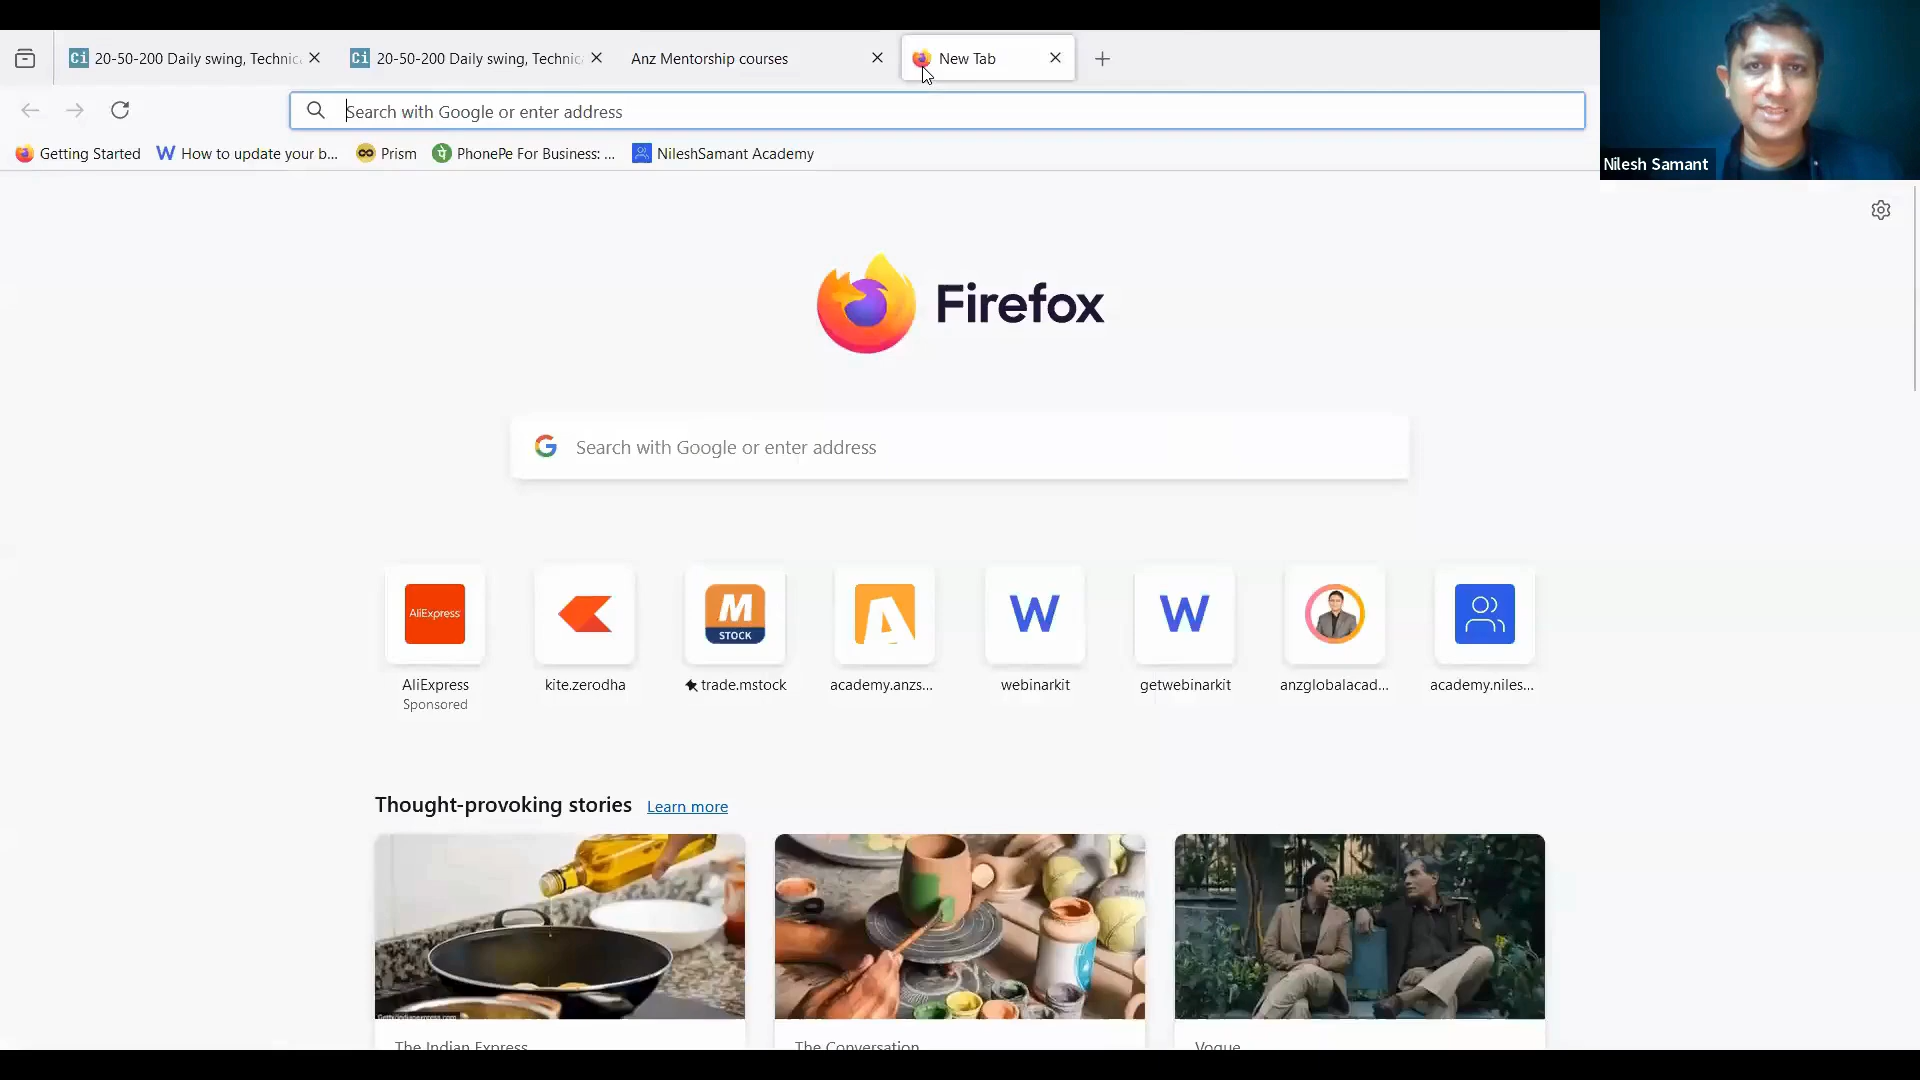 Ci 20-50-200 Daily swing, Technic
Ci 20-50-200 Daily swing, Technic
Anz Mentorship courses
New Tab
Search with Google or enter address
Getting Started
W How to update your b...
Prism
PhonePe For Business: ...
NileshSamant Academy
Nilesh Samant
Firefox
Search with Google or enter address
AliExpress
M
STOCK
A
W
W
AliExpress
Sponsored
kite.zerodha
trade.mstock
academy.anzs...
webinarkit
getwebinarkit
anzglobalacad...
academy.niles...
Thought-provoking stories Learn more
The Indian Express
The Conversation
Vogue